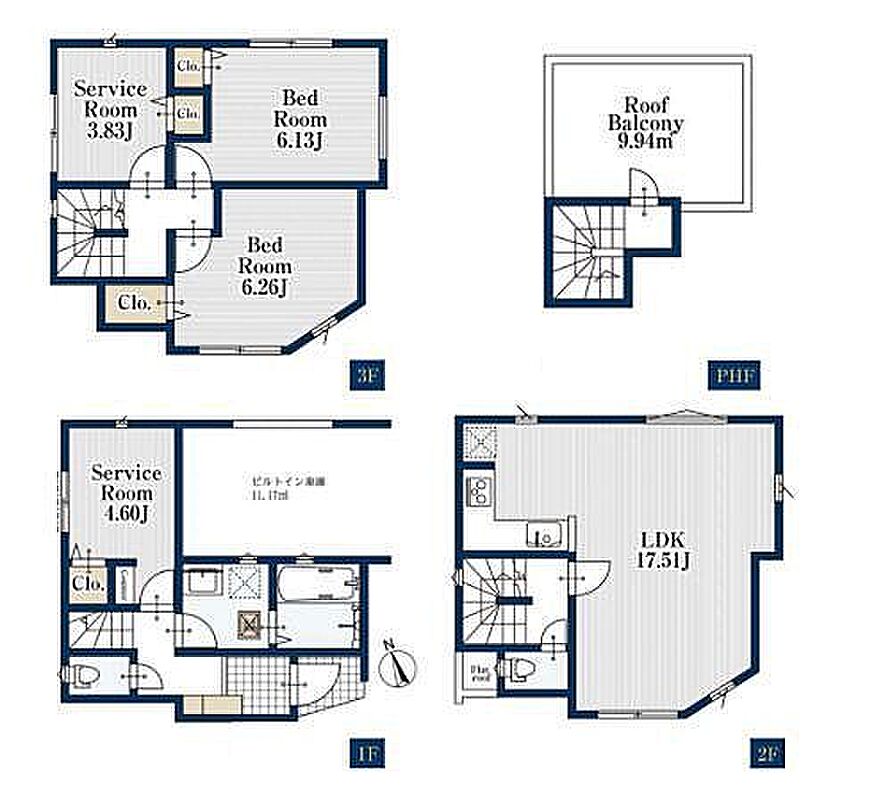 Service
Room
3.83J
Clo.
Clo.
Bed
Room
6.13J
Bed
Room
6.26J
Clo.
3F
Roof
Balcony
9.94㎡
PHF
Service
Room
4.60J
Clo.
ビルトイン車庫
11.17㎡
N
1F
LDK
17.51J
Flat
roof
2F